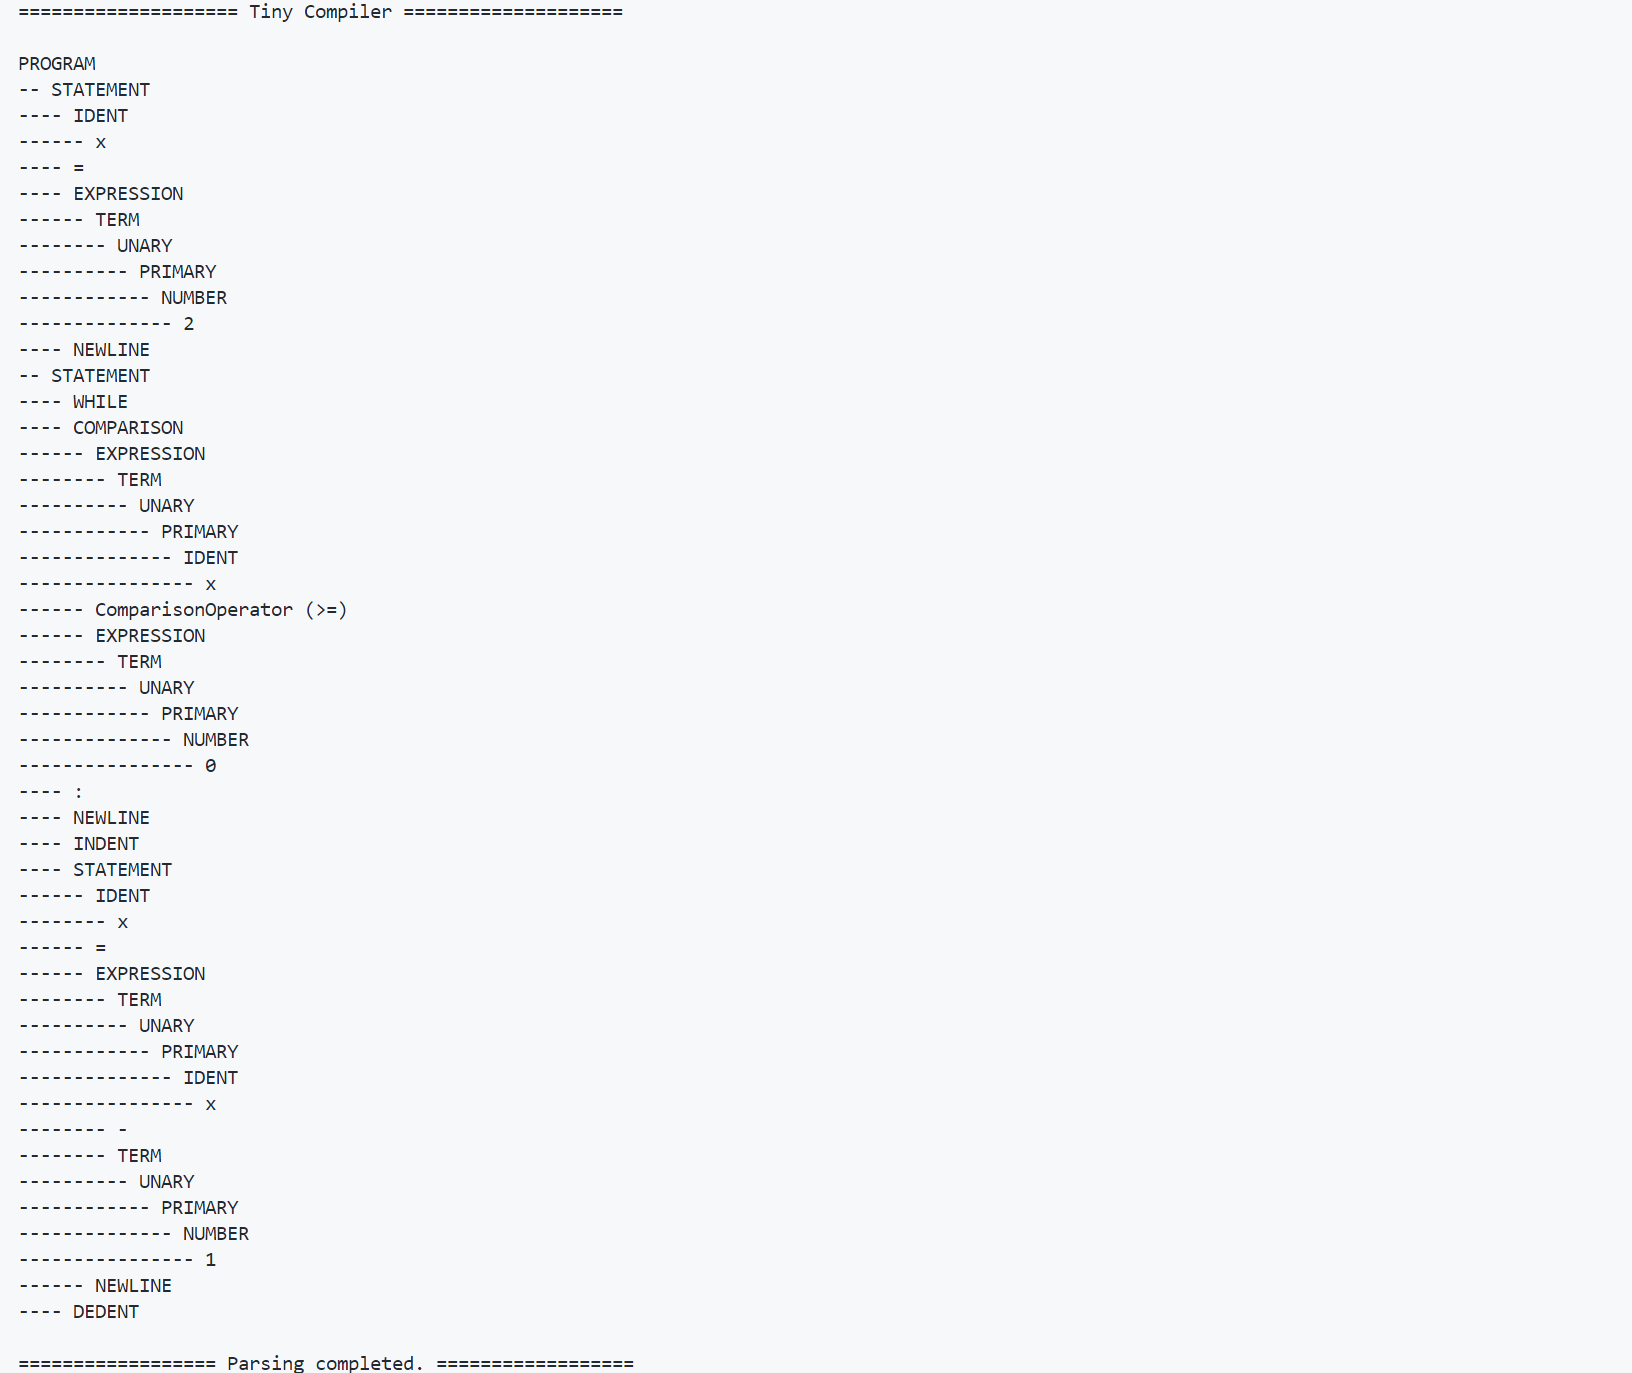 ==================== Tiny Compiler ====================
PROGRAM
-- STATEMENT
---- IDENT
------ x
---- =
---- EXPRESSION
------ TERM
-------- UNARY
---------- PRIMARY
------------ NUMBER
-------------- 2
---- NEWLINE
-- STATEMENT
---- WHILE
---- COMPARISON
------ EXPRESSION
-------- TERM
---------- UNARY
------------ PRIMARY
-------------- IDENT
---------------- x
------ ComparisonOperator (>=)
------ EXPRESSION
-------- TERM
---------- UNARY
------------ PRIMARY
-------------- NUMBER
---------------- 0
---- :
---- NEWLINE
---- INDENT
---- STATEMENT
------ IDENT
-------- x
------ =
------ EXPRESSION
-------- TERM
---------- UNARY
------------ PRIMARY
-------------- IDENT
---------------- x
-------- -
-------- TERM
---------- UNARY
------------ PRIMARY
-------------- NUMBER
---------------- 1
------ NEWLINE
---- DEDENT
================== Parsing completed. ==================